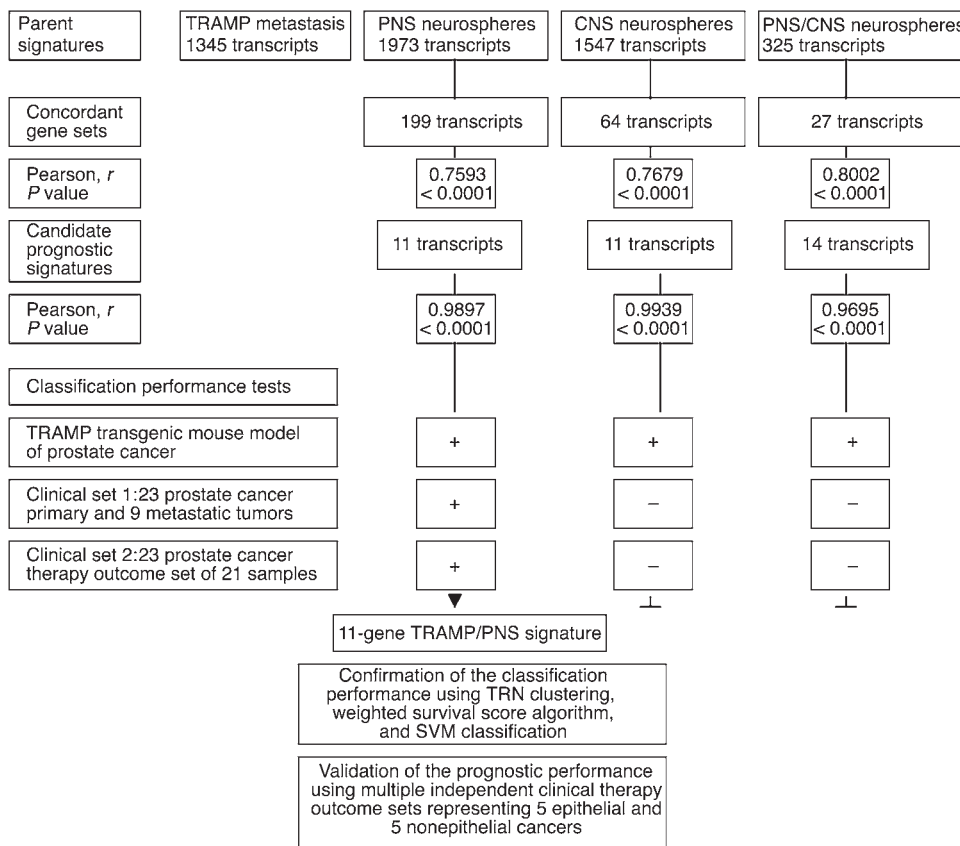 Parent
signatures
TRAMP metastasis
1345 transcripts
PNS neurospheres
1973 transcripts
CNS neurospheres
1547 transcripts
PNS/CNS neurospheres
325 transcripts
Concordant
gene sets
199 transcripts
64 transcripts
27 transcripts
Pearson, r
P value
0.7593
< 0.0001
0.7679
< 0.0001
0.8002
< 0.0001
Candidate
prognostic
signatures
11 transcripts
11 transcripts
14 transcripts
Pearson, r
P value
0.9897
< 0.0001
0.9939
< 0.0001
0.9695
< 0.0001
Classification performance tests
TRAMP transgenic mouse model
of prostate cancer
+
+
+
Clinical set 1:23 prostate cancer
primary and 9 metastatic tumors
+
−
−
Clinical set 2:23 prostate cancer
therapy outcome set of 21 samples
+
−
−
11-gene TRAMP/PNS signature
Confirmation of the classification
performance using TRN clustering,
weighted survival score algorithm,
and SVM classification
Validation of the prognostic performance
using multiple independent clinical therapy
outcome sets representing 5 epithelial and
5 nonepithelial cancers